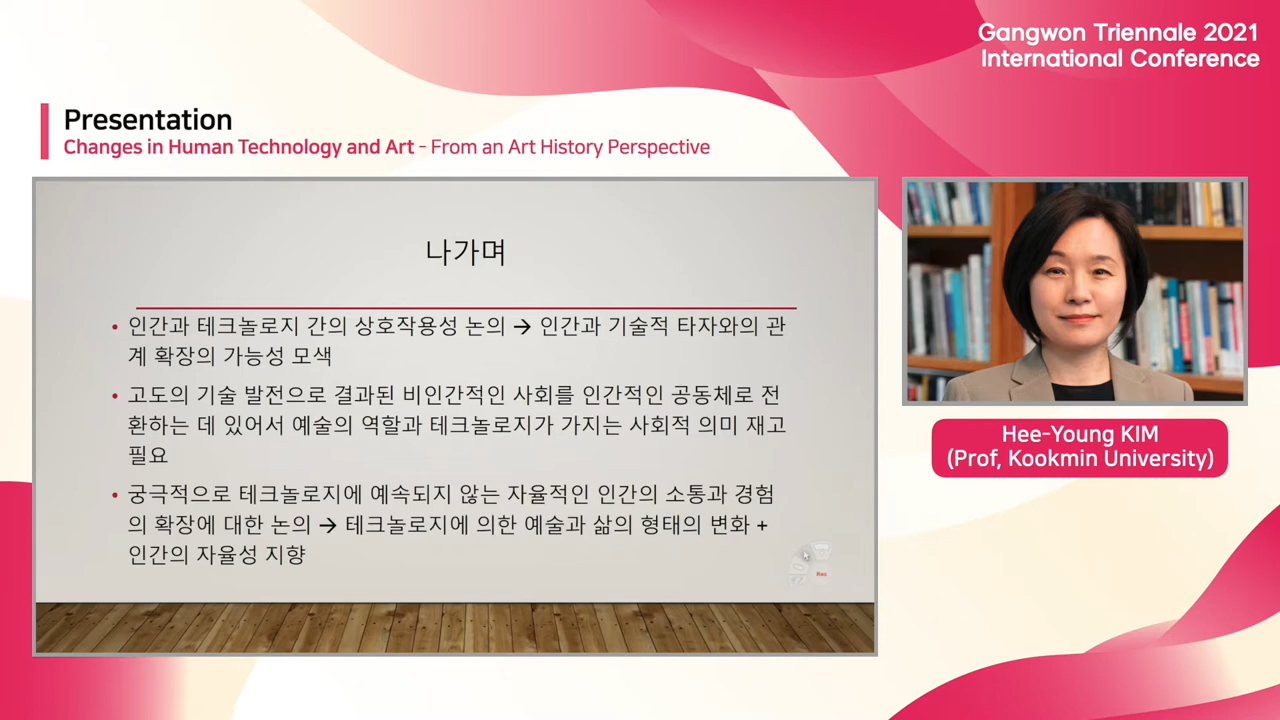 Gangwon Triennale 2021
International Conference
Presentation
Changes in Human Technology and Art - From an Art History Perspective
나가며
• 인간과 테크놀로지 간의 상호작용성 논의 → 인간과 기술적 타자와의 관
계 확장의 가능성 모색
• 고도의 기술 발전으로 결과된 비인간적인 사회를 인간적인 공동체로 전
환하는 데 있어서 예술의 역할과 테크놀로지가 가지는 사회적 의미 재고
필요
• 궁극적으로 테크놀로지에 예속되지 않는 자율적인 인간의 소통과 경험
의 확장에 대한 논의 → 테크놀로지에 의한 예술과 삶의 형태의 변화 +
인간의 자율성 지향
Rec
Hee-Young KIM
(Prof, Kookmin University)